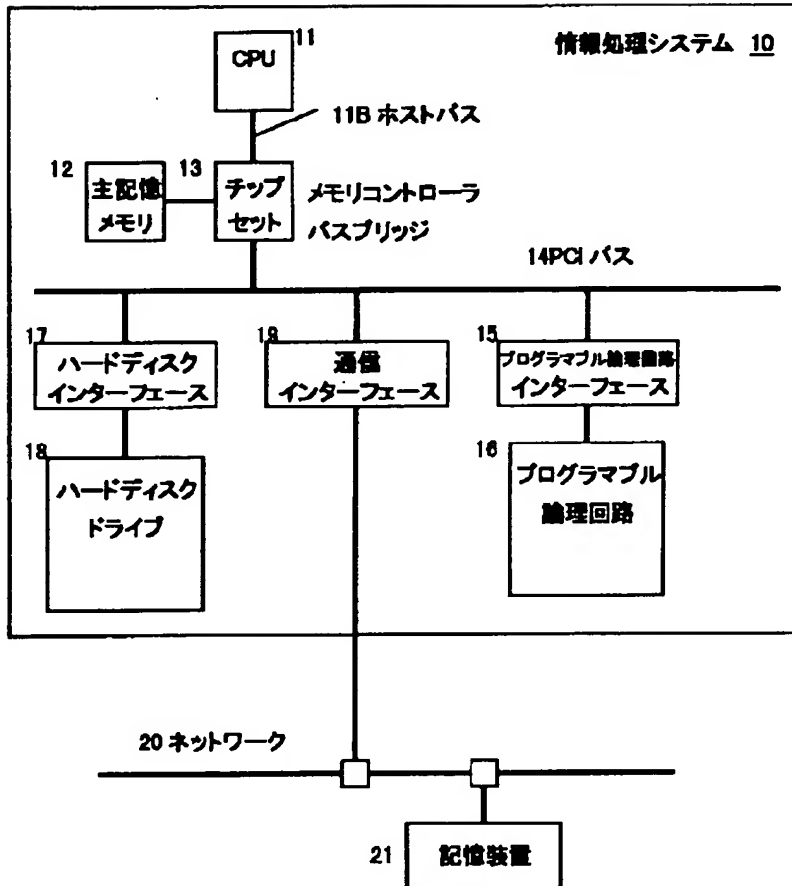 情報処理システム 10
11
CPU
11B ホストバス
12
主記憶
メモリ
13
チップ
セット
メモリコントローラ
バスブリッジ
14PCI バス
17
ハードディスク
インターフェース
19
通信
インターフェース
15
プログラマブル論理回路
インターフェース
18
ハードディスク
ドライブ
16
プログラマブル
論理回路
20 ネットワーク
21
記憶装置